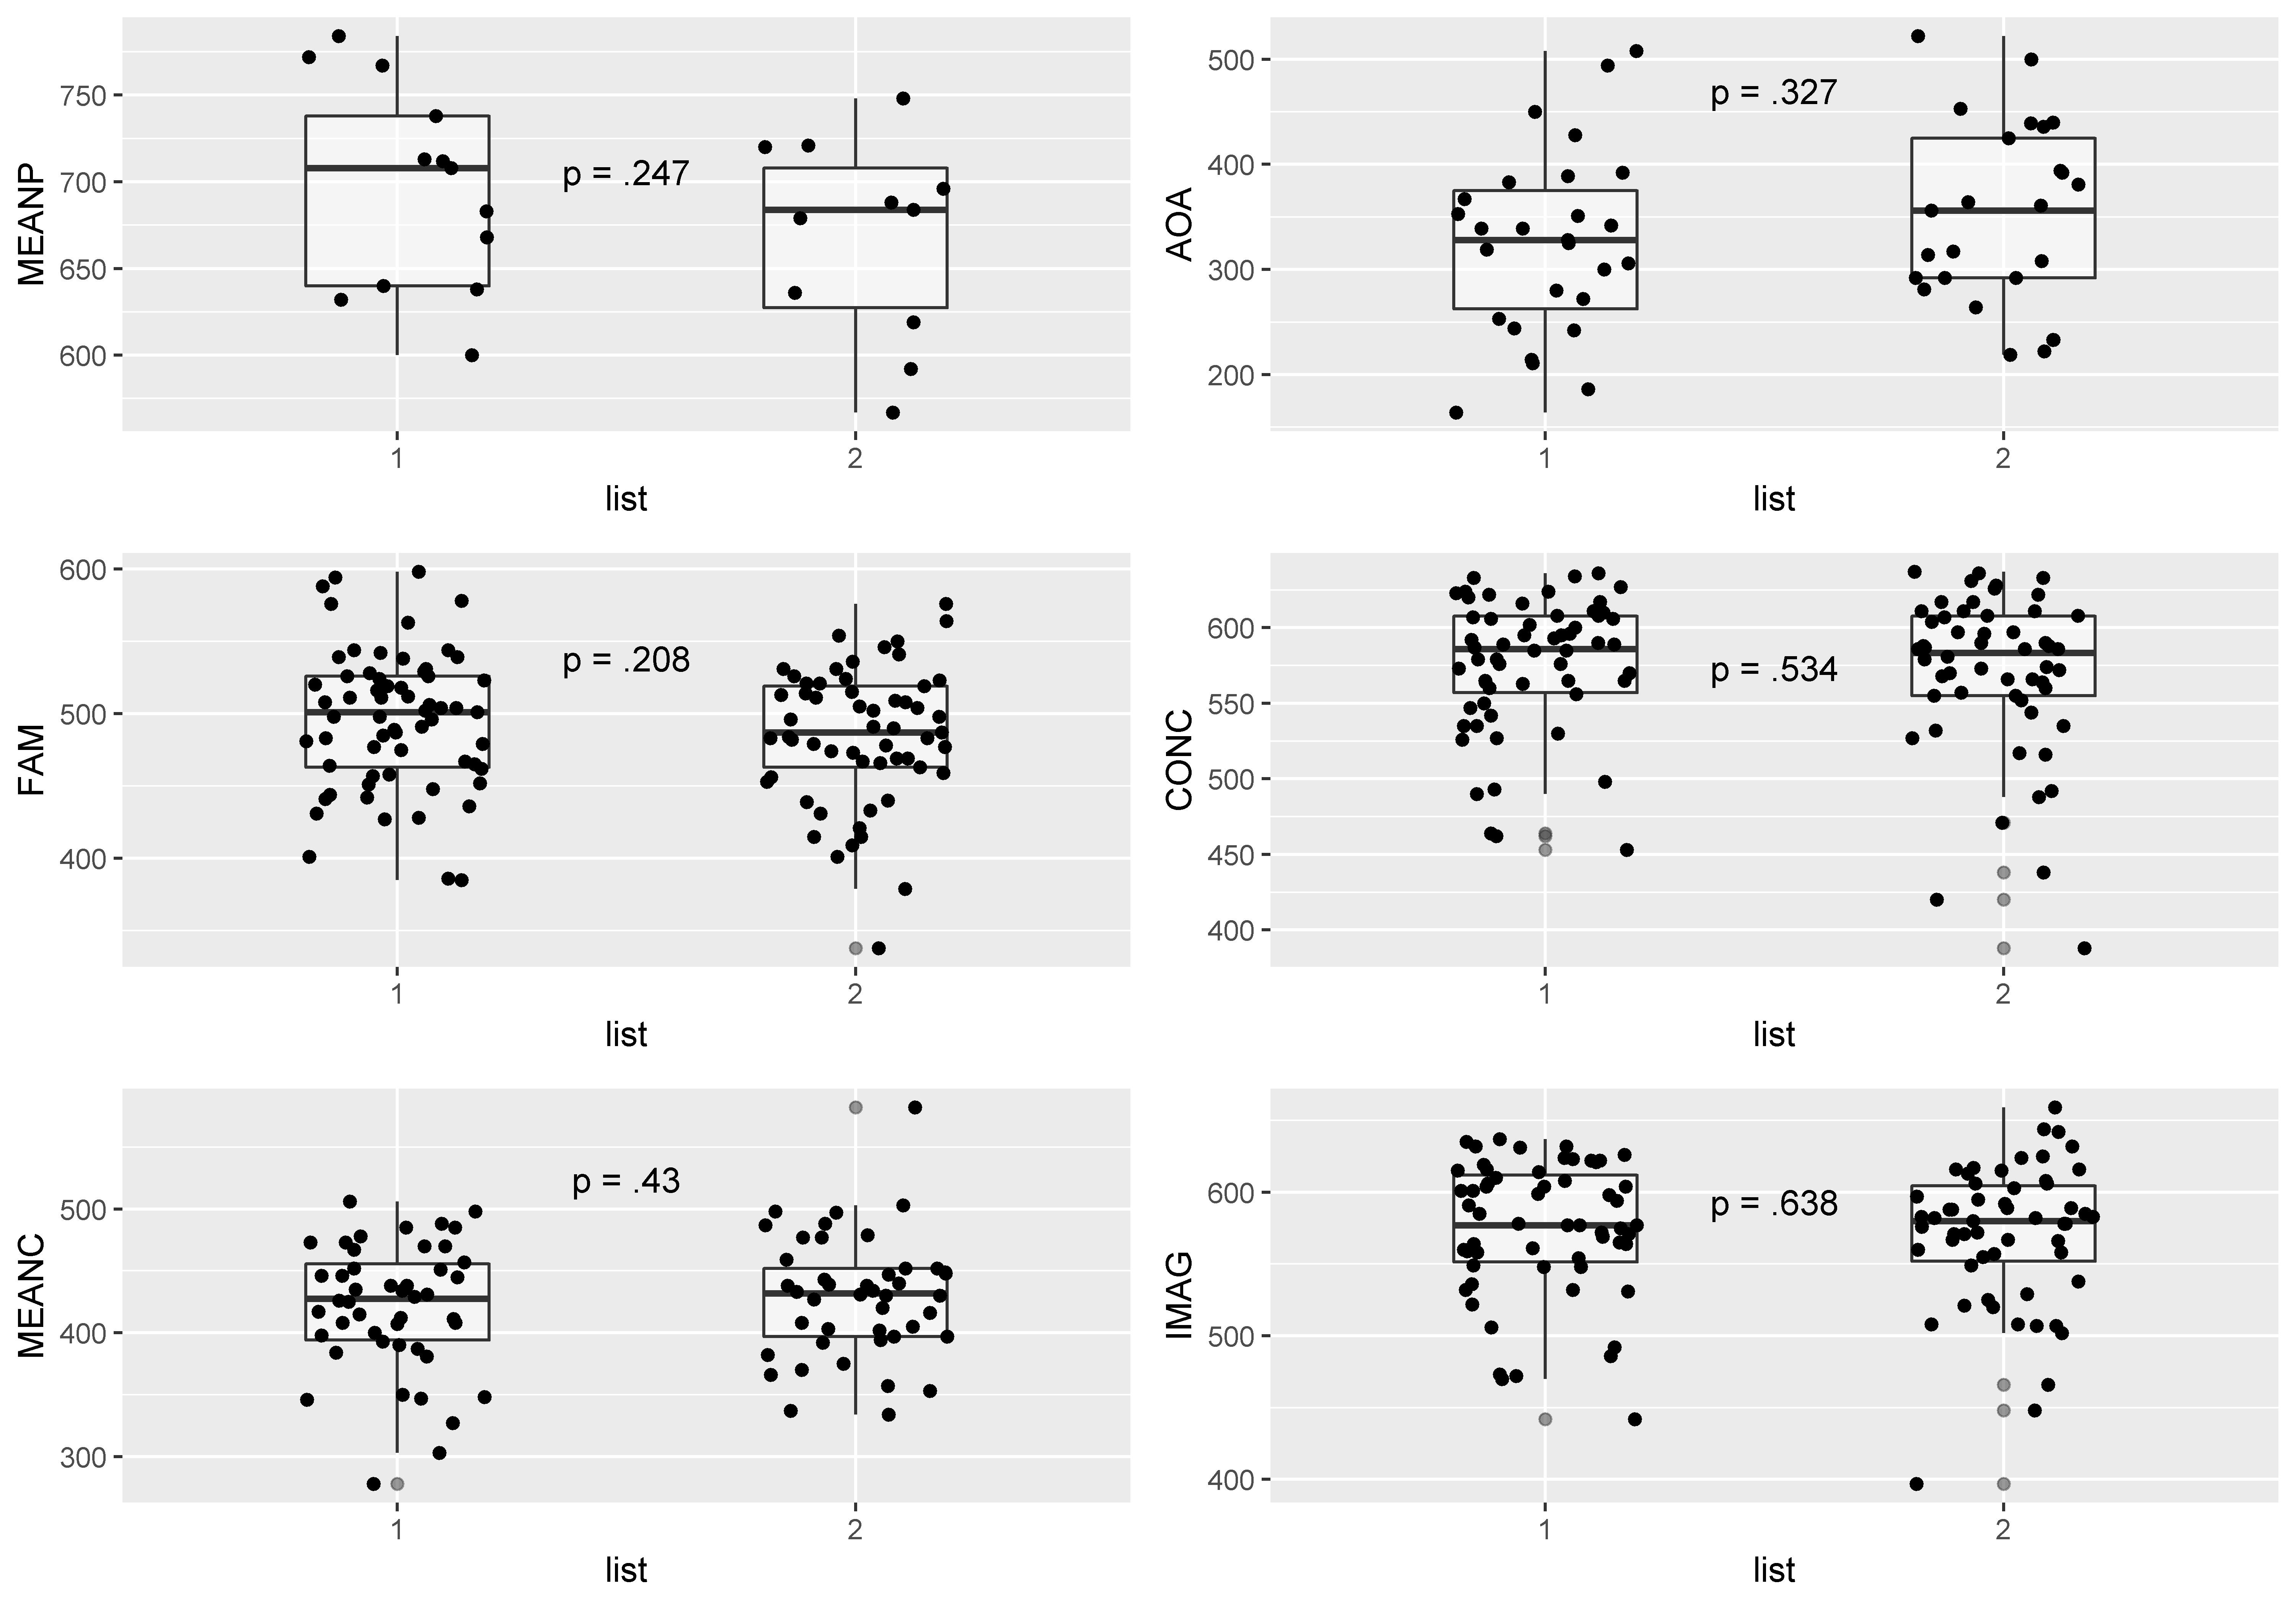 MEANP
750
700
650
600
p = .247
1
2
list
AOA
500
400
300
200
p = .327
1
2
list
FAM
600
500
400
p = .208
1
2
list
CONC
600
550
500
450
400
p = .534
1
2
list
MEANC
500
400
300
p = .43
1
2
list
IMAG
600
500
400
p = .638
1
2
list